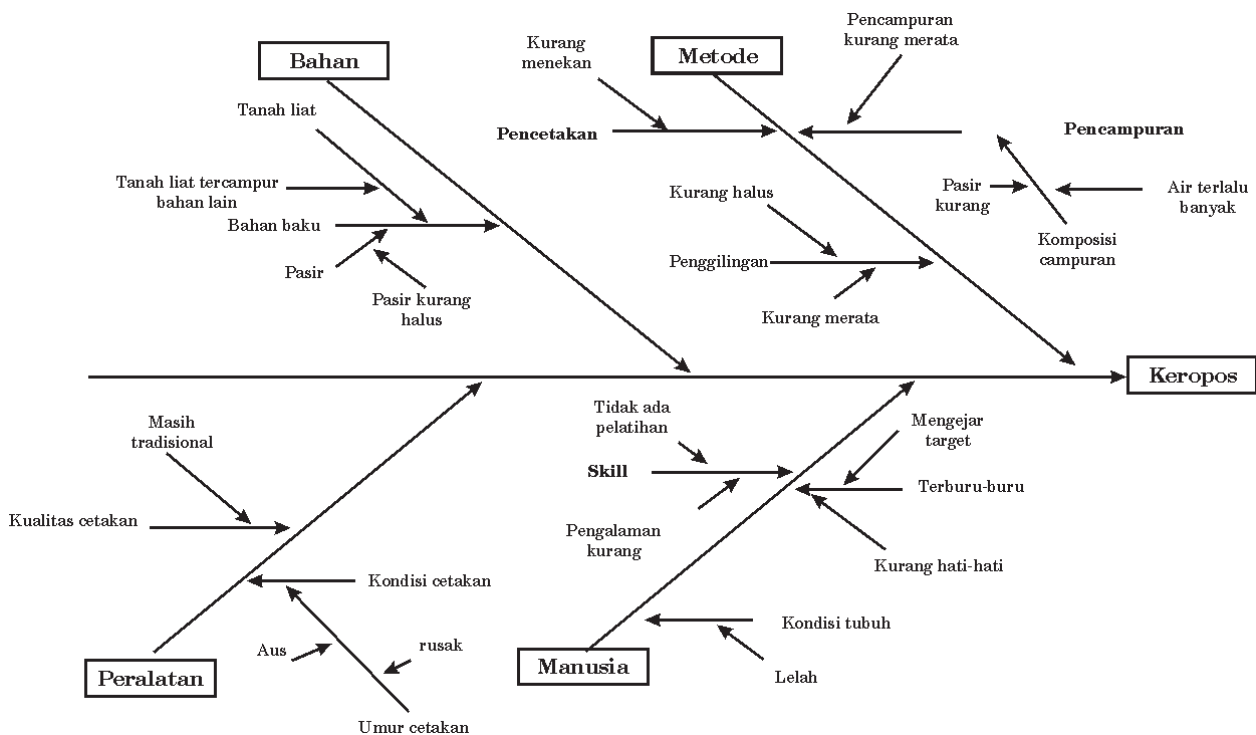 Bahan
Tanah liat
Tanah liat tercampur
bahan lain
Bahan baku
Pasir
Pasir kurang
halus
Metode
Kurang
menekan
Pencetakan
Pencampuran
kurang merata
Pencampuran
Pasir
kurang
Air terlalu
banyak
Komposisi
campuran
Kurang halus
Penggilingan
Kurang merata
Keropos
Masih
tradisional
Kualitas cetakan
Kondisi cetakan
Aus
rusak
Umur cetakan
Peralatan
Tidak ada
pelatihan
Skill
Pengalaman
kurang
Mengejar
target
Terburu-buru
Kurang hati-hati
Kondisi tubuh
Lelah
Manusia